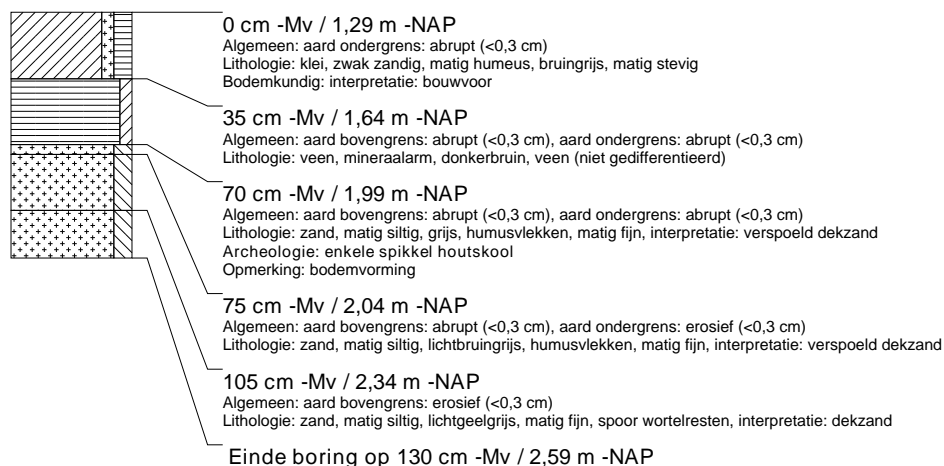 0 cm -Mv / 1,29 m -NAP
Algemeen: aard ondergrens: abrupt (<0,3 cm)
Lithologie: klei, zwak zandig, matig humeus, bruingrijs, matig stevig
Bodemkundig: interpretatie: bouwvoor
35 cm -Mv / 1,64 m -NAP
Algemeen: aard bovengrens: abrupt (<0,3 cm), aard ondergrens: abrupt (<0,3 cm)
Lithologie: veen, mineraalarm, donkerbruin, veen (niet gedifferentieerd)
70 cm -Mv / 1,99 m -NAP
Algemeen: aard bovengrens: abrupt (<0,3 cm), aard ondergrens: abrupt (<0,3 cm)
Lithologie: zand, matig siltig, grijs, humusvlekken, matig fijn, interpretatie: verspoeld dekzand
Archeologie: enkele spikkel houtskool
Opmerking: bodemvorming
75 cm -Mv / 2,04 m -NAP
Algemeen: aard bovengrens: abrupt (<0,3 cm), aard ondergrens: erosief (<0,3 cm)
Lithologie: zand, matig siltig, lichtbruingrijs, humusvlekken, matig fijn, interpretatie: verspoeld dekzand
105 cm -Mv / 2,34 m -NAP
Algemeen: aard bovengrens: erosief (<0,3 cm)
Lithologie: zand, matig siltig, lichtgeelgrijs, matig fijn, spoor wortelresten, interpretatie: dekzand
Einde boring op 130 cm -Mv / 2,59 m -NAP